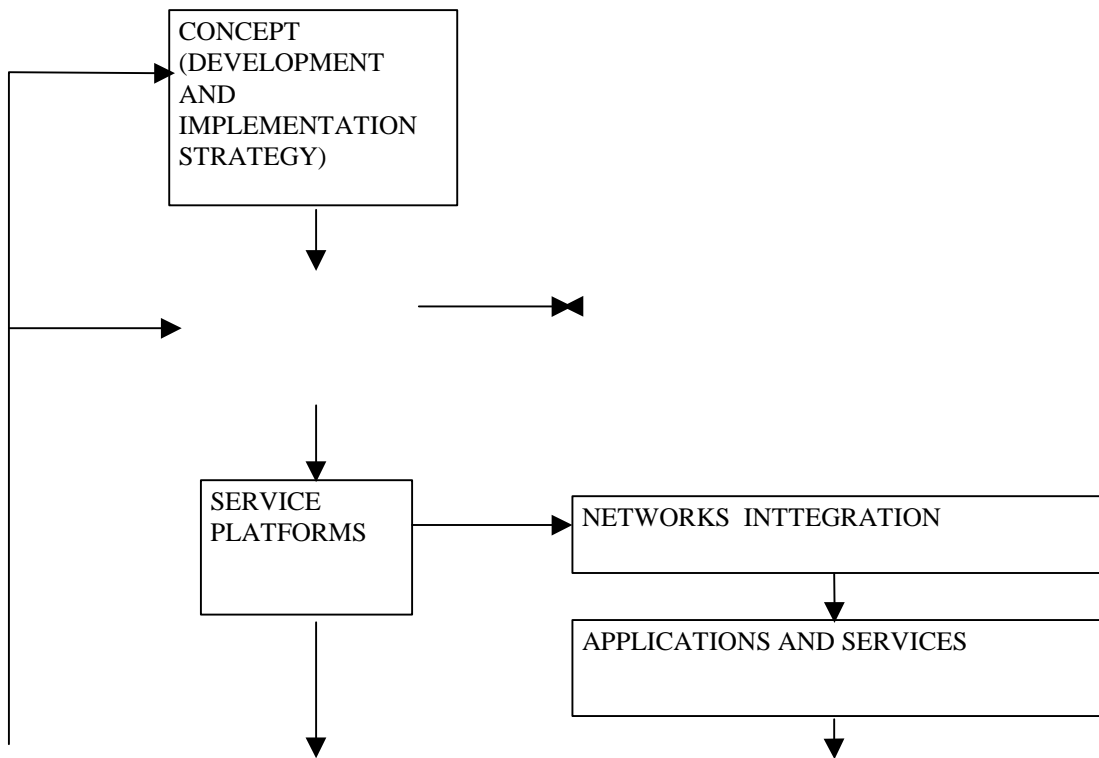 CONCEPT
(DEVELOPMENT
AND
IMPLEMENTATION
STRATEGY)
SERVICE
PLATFORMS
NETWORKS  INTTEGRATION
APPLICATIONS AND SERVICES